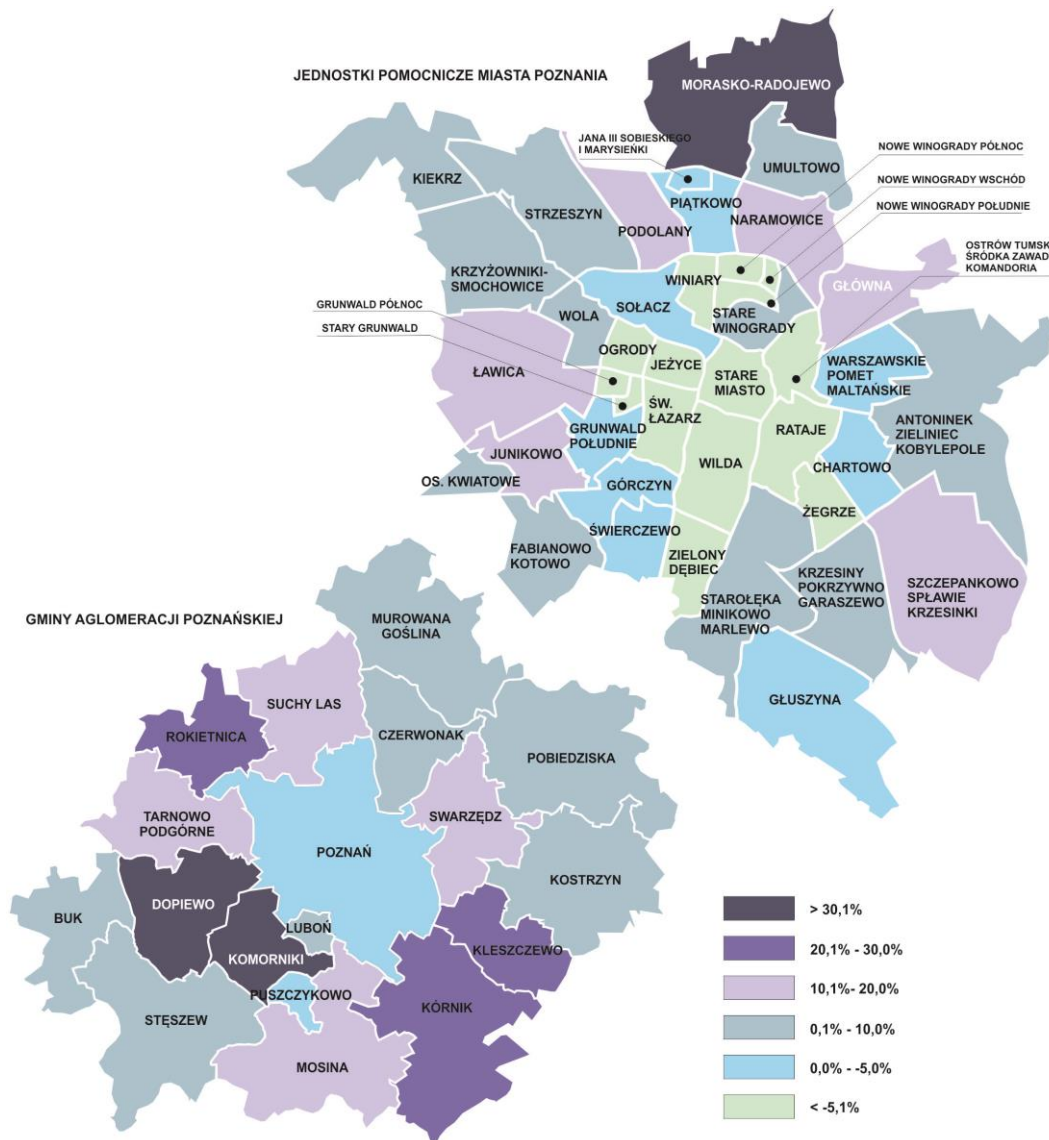 JEDNOSTKI POMOCNICZE MIASTA POZNANIA
MORASKO-RADOJEWO
JANA III SOBIESKIEGO
I MARYSIEŃKI
NOWE WINOGRADY PÓŁNOC
UMULTOWO
KIEKRZ
NOWE WINOGRADY WSCHÓD
PIĄTKOWO
NOWE WINOGRADY POŁUDNIE
STRZESZYN
NARAMOWICE
PODOLANY
OSTRÓW TUMSK
ŚRÓDKA ZAWAD
KOMANDORIA
KRZYŻOWNIKI-
SMOCHOWICE
WINIARY
GŁÓWNA
GRUNWALD PÓŁNOC
SOŁACZ
WOLA
STARE
WINOGRADY
STARY GRUNWALD
OGRODY
JEŻYCE
WARSZAWSKIE
POMET
MALTAŃSKIE
ŁAWICA
STARE
MIASTO
ŚW.
ŁAZARZ
ANTONINEK
ZIELINIEC
KOBYLEPOLE
GRUNWALD
POŁUDNIE
RATAJE
JUNIKOWO
WILDA
CHARTOWO
OS. KWIATOWE
GÓRCZYN
ŻEGRZE
ŚWIERCZEWO
FABIANOWO
KOTOWO
ZIELONY
DĘBIEC
KRZESINY
POKRZYWNO
GARASZEWO
SZCZEPANKOWO
SPŁAWIE
KRZESINKI
STAROŁĘKA
MINIKOWO
MARLEWO
GŁUSZYNA
GMINY AGLOMERACJI POZNAŃSKIEJ
MUROWANA
GOŚLINA
SUCHY LAS
ROKIETNICA
CZERWONAK
POBIEDZISKA
TARNOWO
PODGÓRNE
SWARZĘDZ
POZNAŃ
KOSTRZYN
DOPIEWO
BUK
LUBOŃ
KLESZCZEWO
KOMORNIKI
PUSZCZYKOWO
KÓRNIK
STĘSZEW
MOSINA
> 30,1%
20,1% - 30,0%
10,1%- 20,0%
0,1% - 10,0%
0,0% - -5,0%
< -5,1%